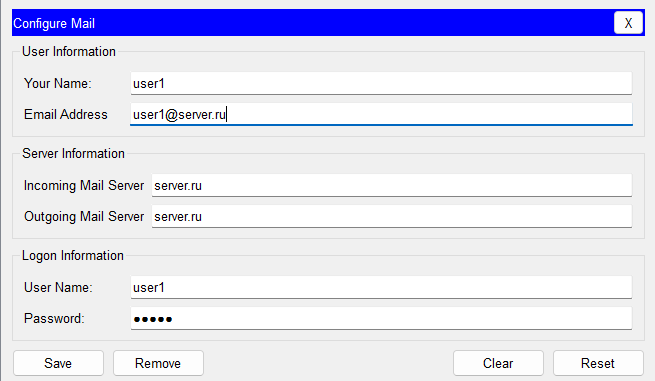 Configure Mail X
User Information
Your Name: user1
Email Address user1@server.ru
Server Information
Incoming Mail Server server.ru
Outgoing Mail Server server.ru
Logon Information
User Name: user1
Password: ●●●●●
Save Remove Clear Reset